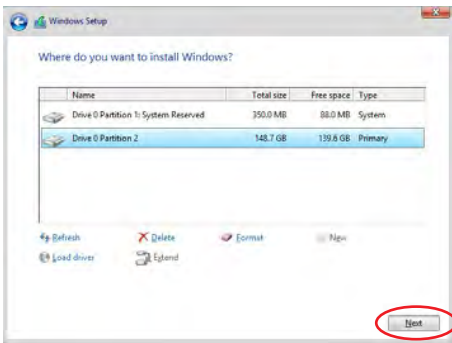 Windows Setup
Where do you want to install Windows?
Name Total size Free space Type
Drive 0 Partition 1: System Reserved 350.0 MB 88.0 MB System
Drive 0 Partition 2 148.7 GB 139.6 GB Primary
Refresh Delete Format New
Load driver Extend
Next